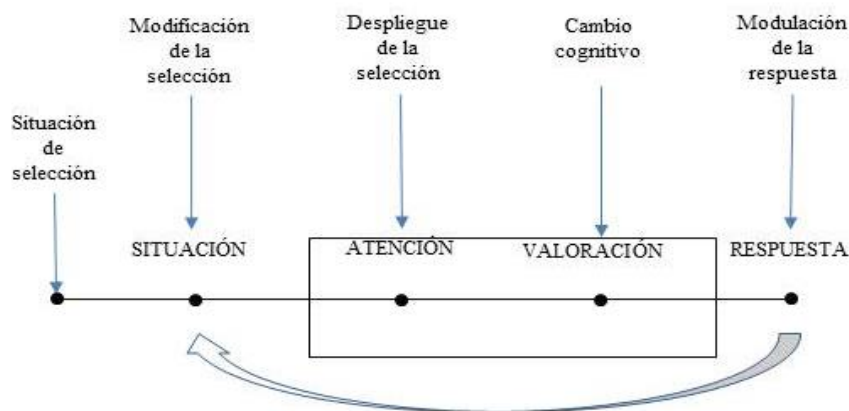 Modificación
de la
selección
Despliegue
de la
selección
Cambio
cognitivo
Modulación
de la
respuesta
Situación
de
selección
SITUACIÓN
ATENCIÓN
VALORACIÓN
RESPUESTA